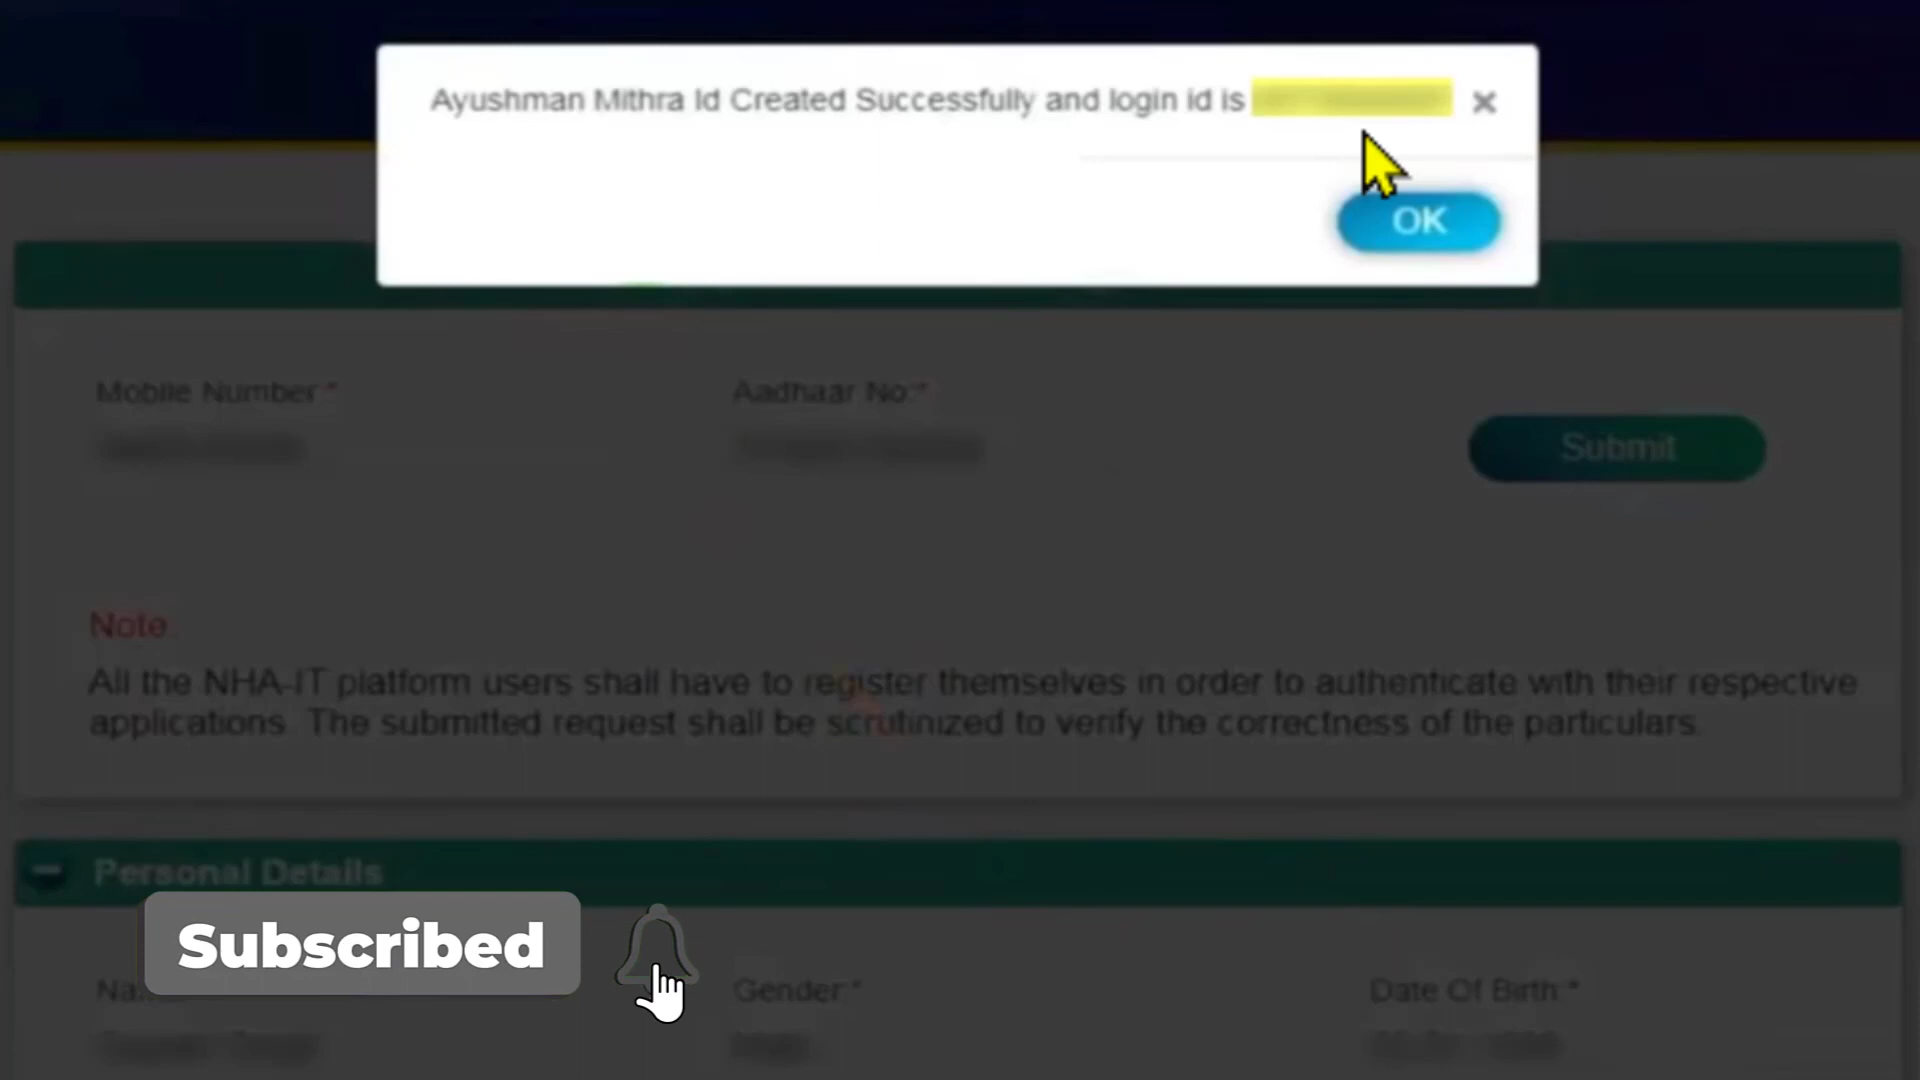 Ayushman Mithra Id Created Successfully and login id is
×
OK
Mobile Number:*
Aadhaar No:*
Submit
Note:
All the NHA-IT platform users shall have to register themselves in order to authenticate with their respective
applications. The submitted request shall be scrutinized to verify the correctness of the particulars.
Personal Details
Subscribed
Gender:*
Date Of Birth:*